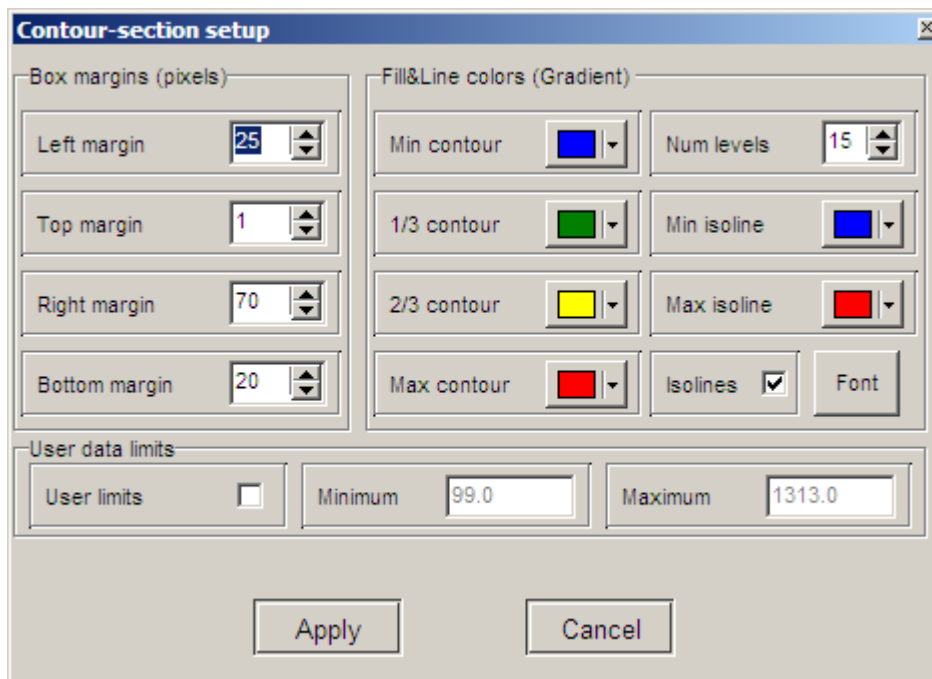 Contour-section setup
Box margins (pixels)
Left margin 25
Top margin 1
Right margin 70
Bottom margin 20
Fill&Line colors (Gradient)
Min contour
1/3 contour
2/3 contour
Max contour
Num levels 15
Min isoline
Max isoline
Isolines
Font
User data limits
User limits
Minimum 99.0
Maximum 1313.0
Apply
Cancel